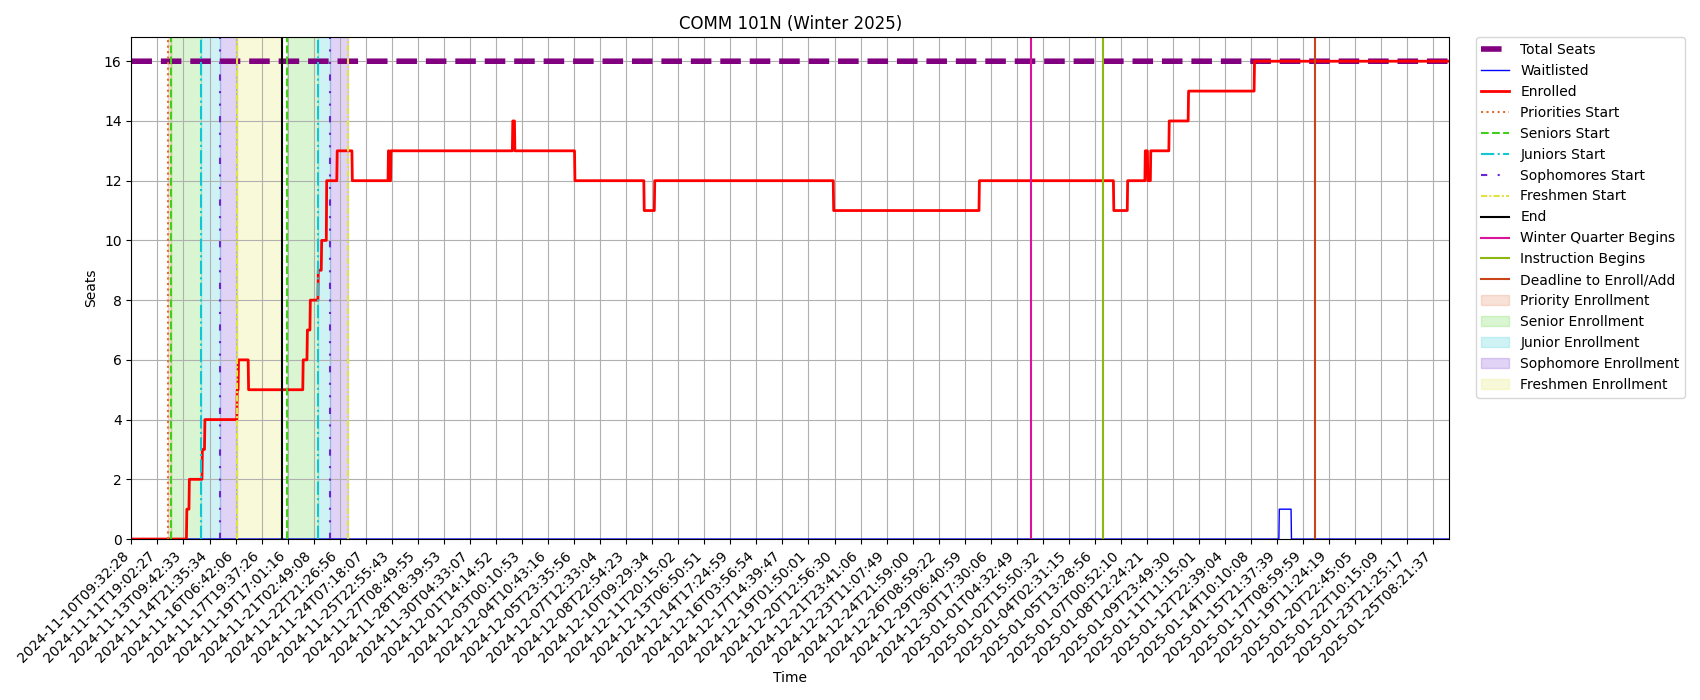 COMM 101N (Winter 2025)
Seats
16
14
12
10
8
6
4
2
0
2024-11-10T09:32:28
2024-11-11T19:02:27
2024-11-13T09:42:33
2024-11-14T21:35:34
2024-11-16T06:42:06
2024-11-17T19:37:26
2024-11-19T17:01:16
2024-11-21T02:49:08
2024-11-22T21:26:56
2024-11-24T07:18:07
2024-11-25T22:55:43
2024-11-27T08:49:55
2024-11-28T18:39:53
2024-11-30T04:33:07
2024-12-01T14:14:52
2024-12-03T00:10:53
2024-12-04T10:43:16
2024-12-05T23:35:56
2024-12-07T12:33:04
2024-12-08T22:54:23
2024-12-10T09:29:34
2024-12-11T20:15:02
2024-12-13T06:50:51
2024-12-14T17:24:59
2024-12-16T03:56:54
2024-12-17T14:39:47
2024-12-19T01:50:01
2024-12-20T12:56:30
2024-12-21T23:41:06
2024-12-23T11:07:49
2024-12-24T21:59:00
2024-12-26T08:59:22
2024-12-29T06:40:59
2024-12-30T17:30:06
2025-01-01T04:32:49
2025-01-02T15:50:32
2025-01-04T02:31:15
2025-01-05T13:28:56
2025-01-07T00:52:10
2025-01-08T12:24:21
2025-01-09T23:49:30
2025-01-11T11:15:01
2025-01-12T22:39:04
2025-01-14T10:10:08
2025-01-15T21:37:39
2025-01-17T08:59:59
2025-01-19T11:24:19
2025-01-20T22:45:05
2025-01-22T10:15:09
2025-01-23T21:25:17
2025-01-25T08:21:37
Time
Total Seats
Waitlisted
Enrolled
Priorities Start
Seniors Start
Juniors Start
Sophomores Start
Freshmen Start
End
Winter Quarter Begins
Instruction Begins
Deadline to Enroll/Add
Priority Enrollment
Senior Enrollment
Junior Enrollment
Sophomore Enrollment
Freshmen Enrollment